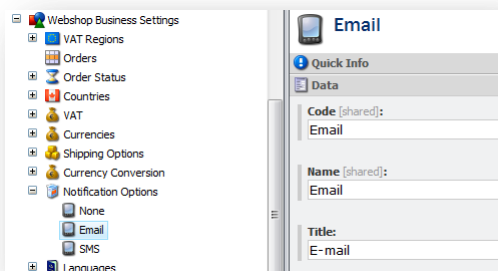 Webshop Business Settings
VAT Regions
Orders
Order Status
Countries
VAT
Currencies
Shipping Options
Currency Conversion
Notification Options
None
Email
SMS
Languages
Email
Quick Info
Data
Code [shared]:
Email
Name [shared]:
Email
Title:
E-mail